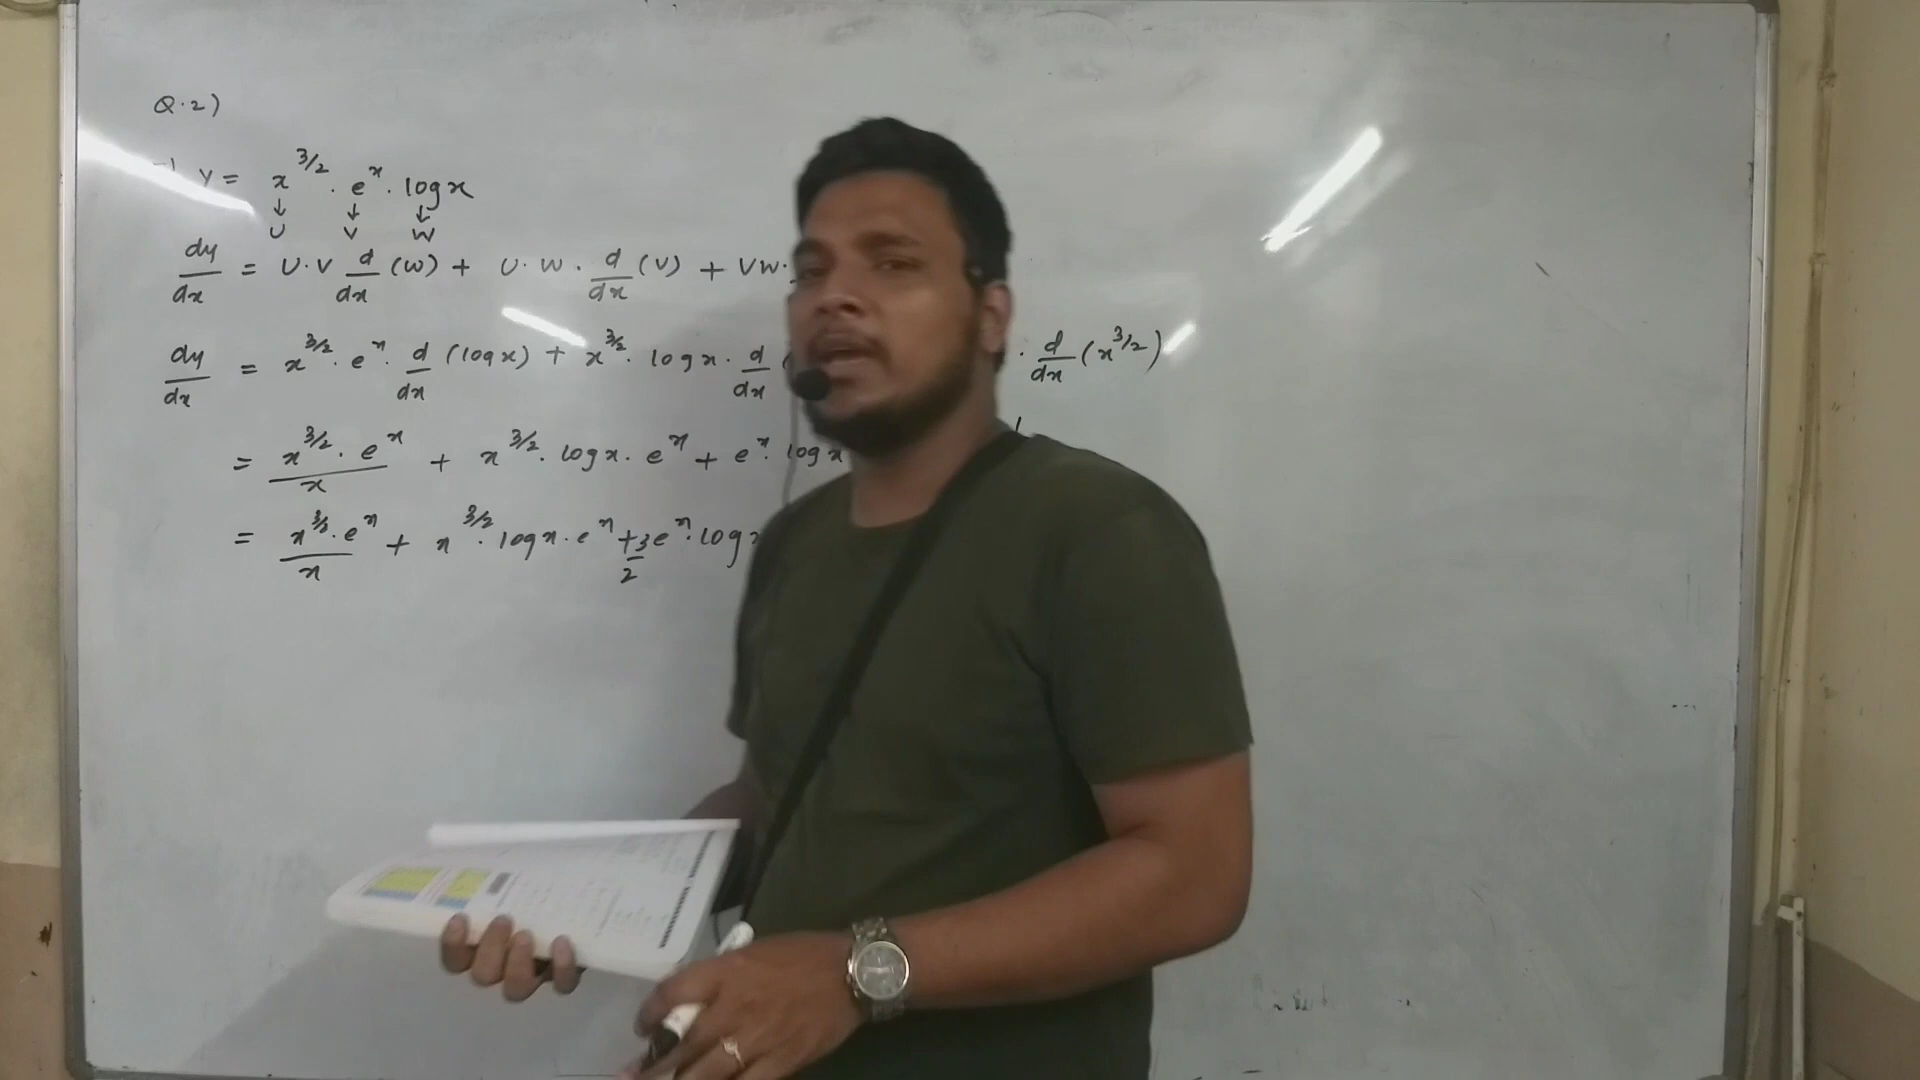 Q.2)
y = x^3/2 . e^x . log x
↓ ↓ ↓
U V W
dy/dx = U.V d/dx (W) + U.W . d/dx (V) + VW.
dy/dx = x^3/2 . e^x . d/dx (log x) + x^3/2 . log x . d/dx ( . d/dx (x^3/2)
= x^3/2 . e^x / x + x^3/2 . log x . e^x + e^x . log x
= x^3/2 . e^x / x + x^3/2 . log x . e^x + 3/2 e^x . log x